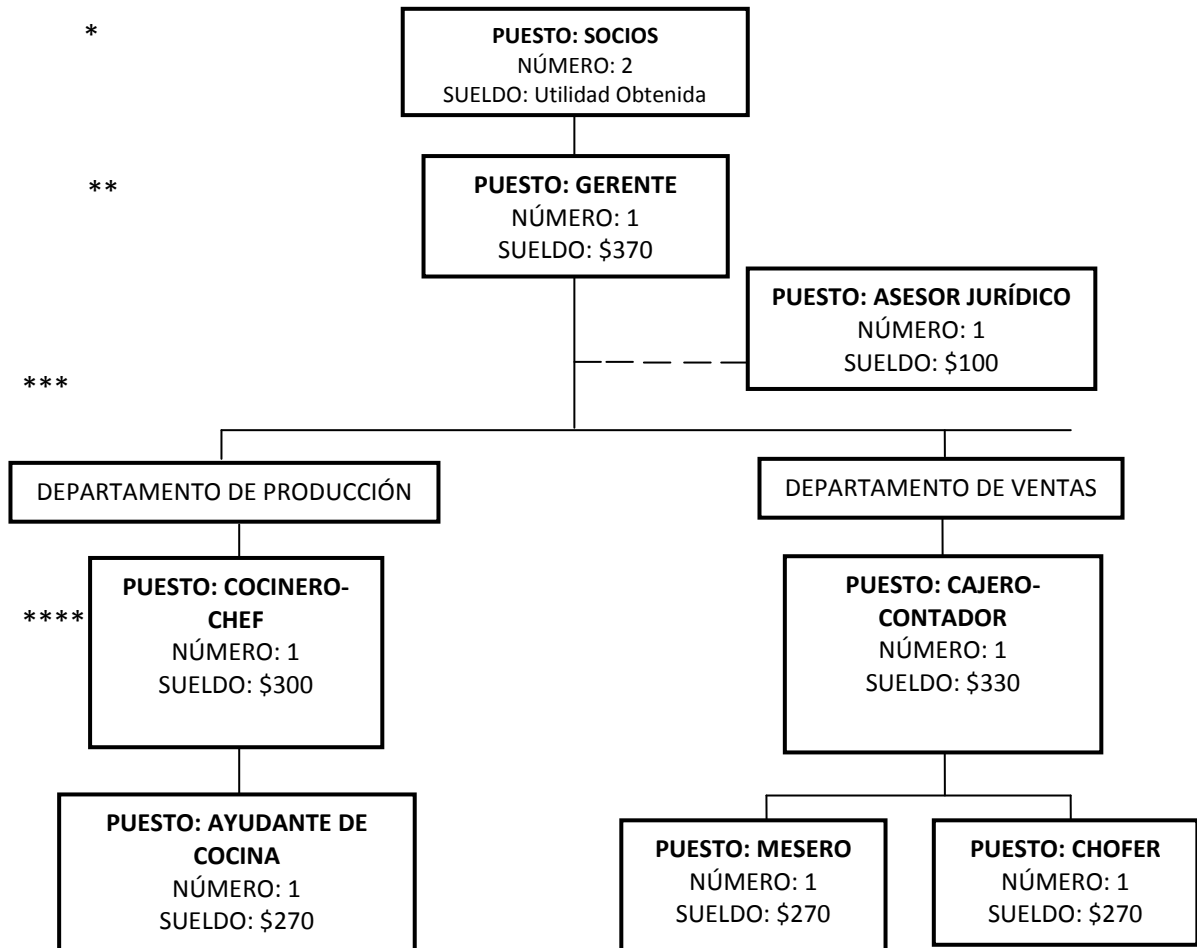 *
PUESTO: SOCIOS
NÚMERO: 2
SUELDO: Utilidad Obtenida
**
PUESTO: GERENTE
NÚMERO: 1
SUELDO: $370
PUESTO: ASESOR JURÍDICO
NÚMERO: 1
SUELDO: $100
***
DEPARTAMENTO DE PRODUCCIÓN
DEPARTAMENTO DE VENTAS
****
PUESTO: COCINERO-
CHEF
NÚMERO: 1
SUELDO: $300
PUESTO: CAJERO-
CONTADOR
NÚMERO: 1
SUELDO: $330
PUESTO: AYUDANTE DE
COCINA
NÚMERO: 1
SUELDO: $270
PUESTO: MESERO
NÚMERO: 1
SUELDO: $270
PUESTO: CHOFER
NÚMERO: 1
SUELDO: $270